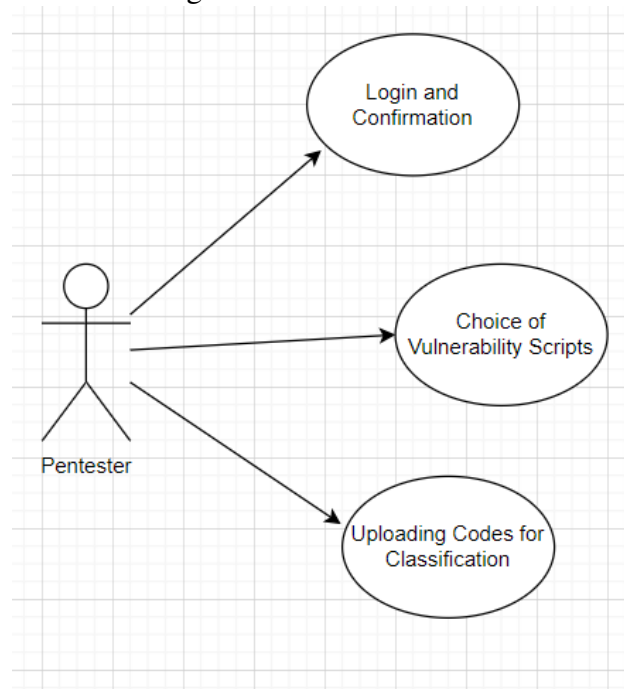 Login and
Confirmation
Choice of
Vulnerability Scripts
Pentester
Uploading Codes for
Classification